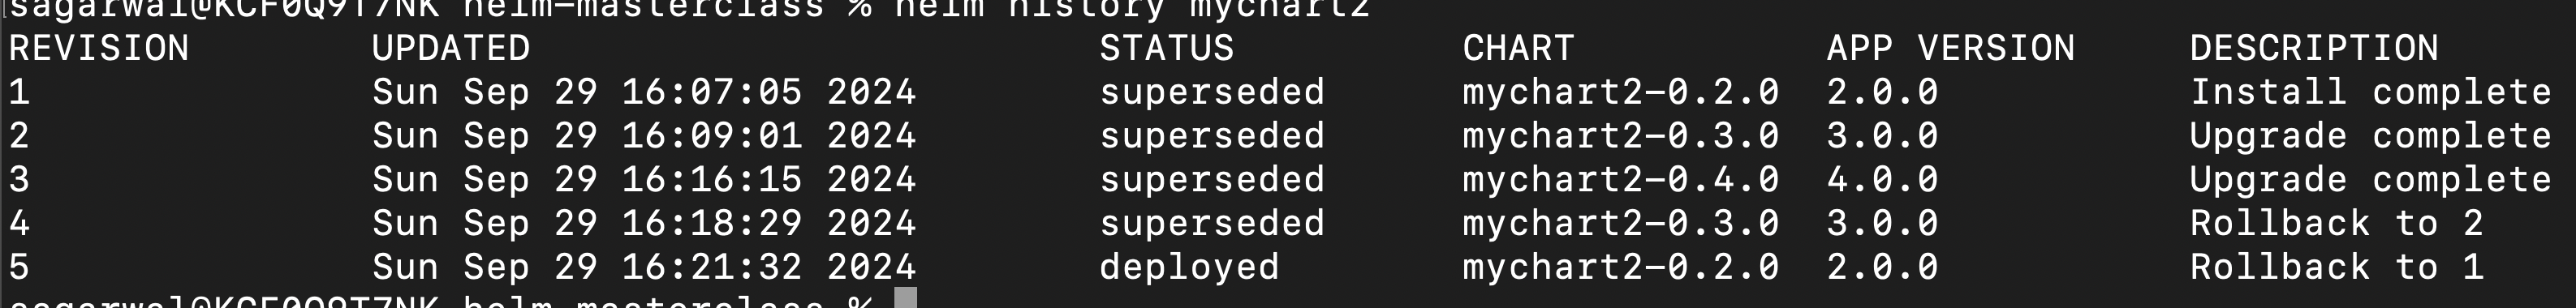 sagarwal@KCF0Q9T7NK helm-masterclass % helm history mychart2
REVISION UPDATED STATUS CHART APP VERSION DESCRIPTION
1 Sun Sep 29 16:07:05 2024 superseded mychart2-0.2.0 2.0.0 Install complete
2 Sun Sep 29 16:09:01 2024 superseded mychart2-0.3.0 3.0.0 Upgrade complete
3 Sun Sep 29 16:16:15 2024 superseded mychart2-0.4.0 4.0.0 Upgrade complete
4 Sun Sep 29 16:18:29 2024 superseded mychart2-0.3.0 3.0.0 Rollback to 2
5 Sun Sep 29 16:21:32 2024 deployed mychart2-0.2.0 2.0.0 Rollback to 1
sagarwal@KCF0Q9T7NK helm-masterclass %